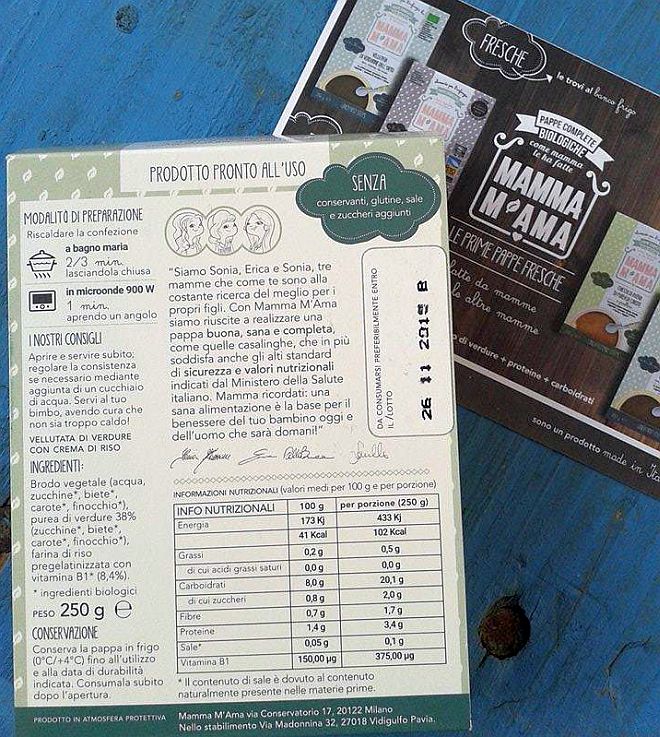 PRODOTTO PRONTO ALL'USO
SENZA
conservanti, glutine, sale
e zuccheri aggiunti
MODALITÀ DI PREPARAZIONE
Riscaldare la confezione
a bagno maria
2/3 min.
lasciandola chiusa
in microonde 900 W
1 min.
aprendo un angolo
I NOSTRI CONSIGLI
Aprire e servire subito,
regolare la consistenza
se necessario mediante
aggiunta di un cucchiaio
di acqua. Servi al tuo
bimbo, avendo cura che
non sia troppo caldo!
VELLUTATA DI VERDURE
CON CREMA DI RISO
INGREDIENTI:
Brodo vegetale (acqua,
zucchine*, biete*,
carote*, finocchio*),
purea di verdure 38%
(zucchine*, biete*,
carote*, finocchio*),
farina di riso
pregelatinizzata con
vitamina B1* (8,4%).
* ingredienti biologici
PESO 250 g e
CONSERVAZIONE
Conserva la pappa in frigo
(0°C/+4°C) fino all'utilizzo
e alla data di durabilità
indicata. Consumala subito
dopo l'apertura.
"Siamo Sonia, Erica e Sonia, tre
mamme che come te sono alla
costante ricerca del meglio per i
propri figli. Con Mamma M'Ama
siamo riuscite a realizzare una
pappa buona, sana e completa,
come quelle casalinghe, che in più
soddisfa anche gli alti standard
di sicurezza e valori nutrizionali
indicati dal Ministero della Salute
italiano. Mamma ricordati: una
sana alimentazione è la base per il
benessere del tuo bambino oggi e
dell'uomo che sarà domani!"
DA CONSUMARSI PREFERIBILMENTE ENTRO
IL /LOTTO
26 11 2015 B
INFORMAZIONI NUTRIZIONALI (valori medi per 100 g e per porzione)
INFO NUTRIZIONALI 100 g per porzione (250 g)
Energia 173 Kj 433 Kj
41 Kcal 102 Kcal
Grassi 0,2 g 0,5 g
di cui acidi grassi saturi 0,0 g 0,0 g
Carboidrati 8,0 g 20,1 g
di cui zuccheri 0,8 g 2,0 g
Fibre 0,7 g 1,7 g
Proteine 1,4 g 3,4 g
Sale* 0,05 g 0,1 g
Vitamina B1 150,00 µg 375,00 µg
* Il contenuto di sale è dovuto al contenuto
naturalmente presente nelle materie prime.
PRODOTTO IN ATMOSFERA PROTETTIVA
Mamma M'Ama via Conservatorio 17, 20122 Milano
Nello stabilimento Via Madonnina 32, 27018 Vidigulfo Pavia.
FRESCHE
le trovi al banco frigo
MAMMA
M'AMA
MAMMA
M'AMA
PAPPE COMPLETE
BIOLOGICHE
come mamma
le ha fatte
MAMMA
M'AMA
LE PRIME PAPPE FRESCHE
fatte da mamme
le altre mamme
MAMMA
M'AMA
di verdure + proteine + carboidrati
sono un prodotto made in Ita